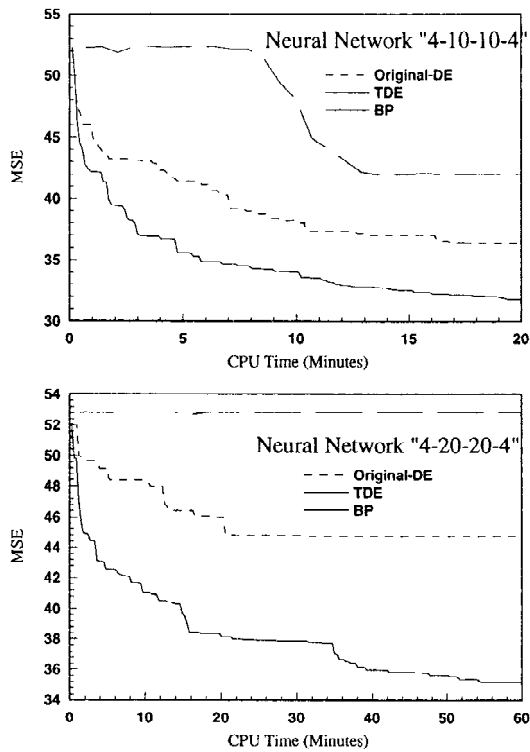 Neural Network "4-10-10-4"
Original-DE
TDE
BP
MSE
55
50
45
40
35
30
0
5
10
15
20
CPU Time (Minutes)
Neural Network "4-20-20-4"
Original-DE
TDE
BP
MSE
54
52
50
48
46
44
42
40
38
36
34
0
10
20
30
40
50
60
CPU Time (Minutes)